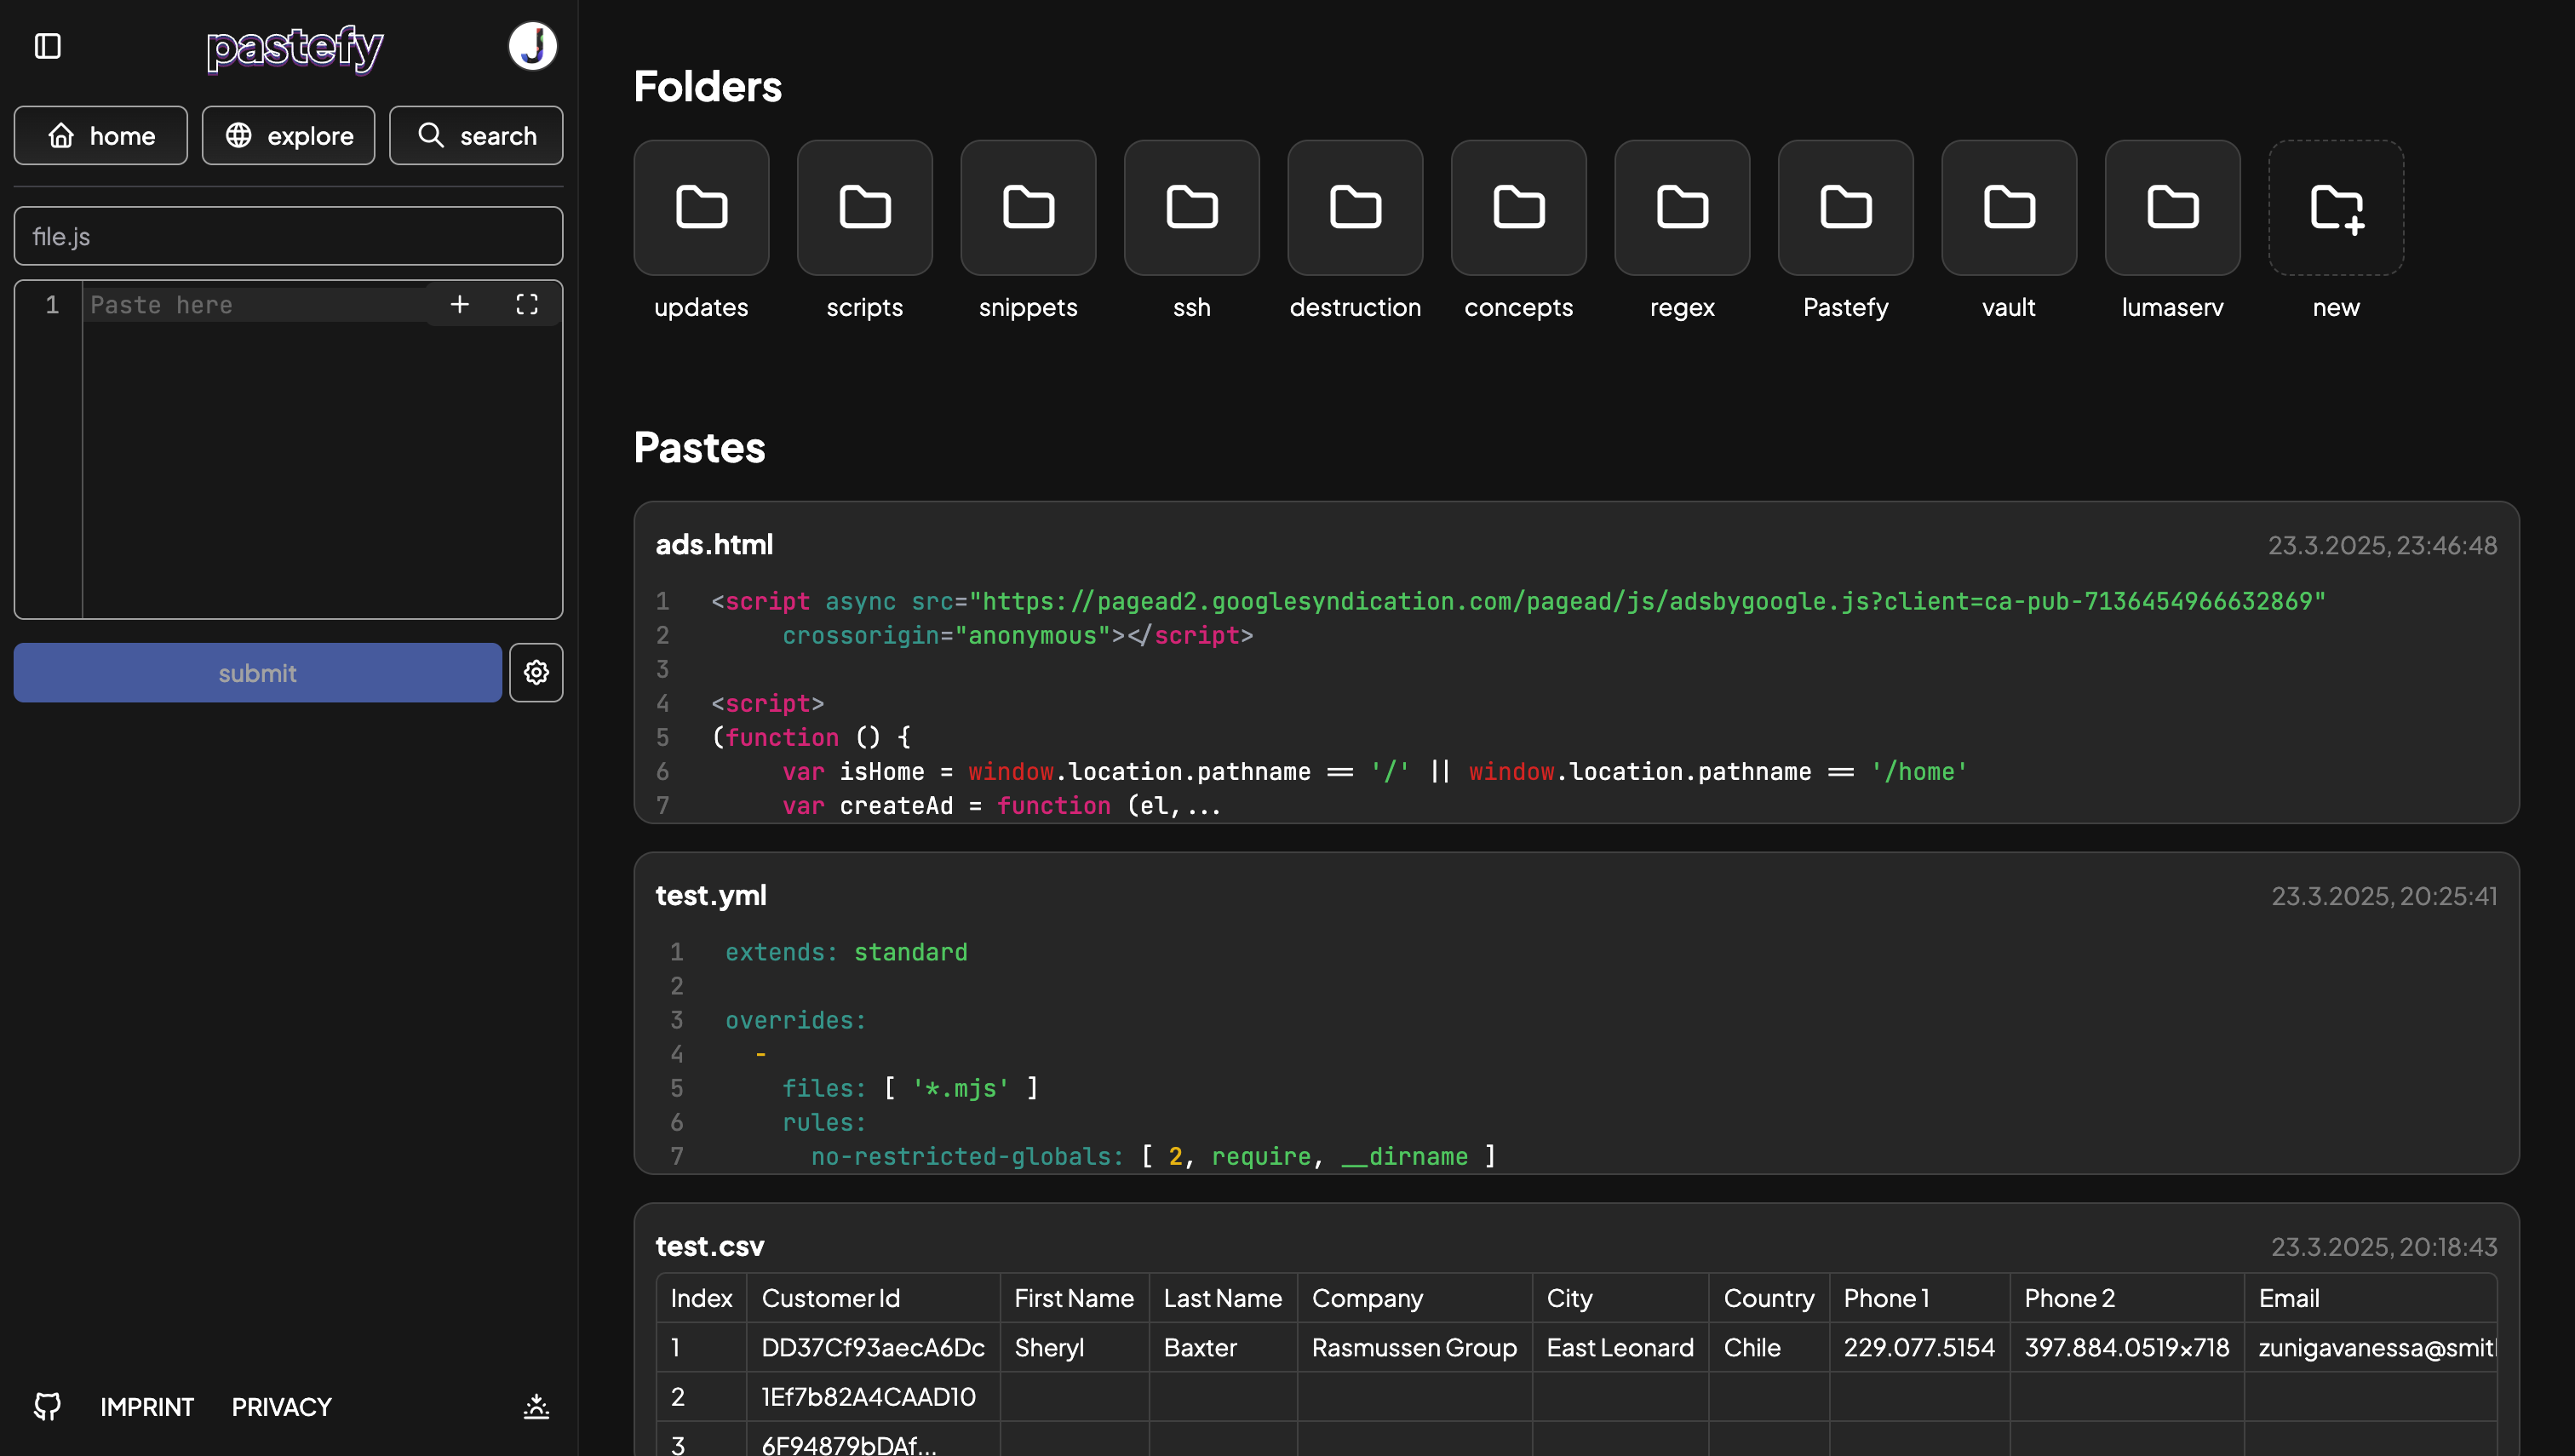 pastefy
J
home explore search
file.js
1 Paste here
submit
IMPRINT PRIVACY
Folders
updates scripts snippets ssh destruction concepts regex Pastefy vault lumaserv new
Pastes
ads.html 23.3.2025, 23:46:48
1 <script async src="https://pagead2.googlesyndication.com/pagead/js/adsbygoogle.js?client=ca-pub-7136454966632869"
2 crossorigin="anonymous"></script>
3
4 <script>
5 (function () {
6 var isHome = window.location.pathname == '/' || window.location.pathname == '/home'
7 var createAd = function (el,...
test.yml 23.3.2025, 20:25:41
1 extends: standard
2
3 overrides:
4 -
5 files: [ '*.mjs' ]
6 rules:
7 no-restricted-globals: [ 2, require, __dirname ]
test.csv 23.3.2025, 20:18:43
Index Customer Id First Name Last Name Company City Country Phone 1 Phone 2 Email
1 DD37Cf93aecA6Dc Sheryl Baxter Rasmussen Group East Leonard Chile 229.077.5154 397.884.0519x718 zunigavanessa@smit
2 1Ef7b82A4CAAD10
3 6F94879bDAf...